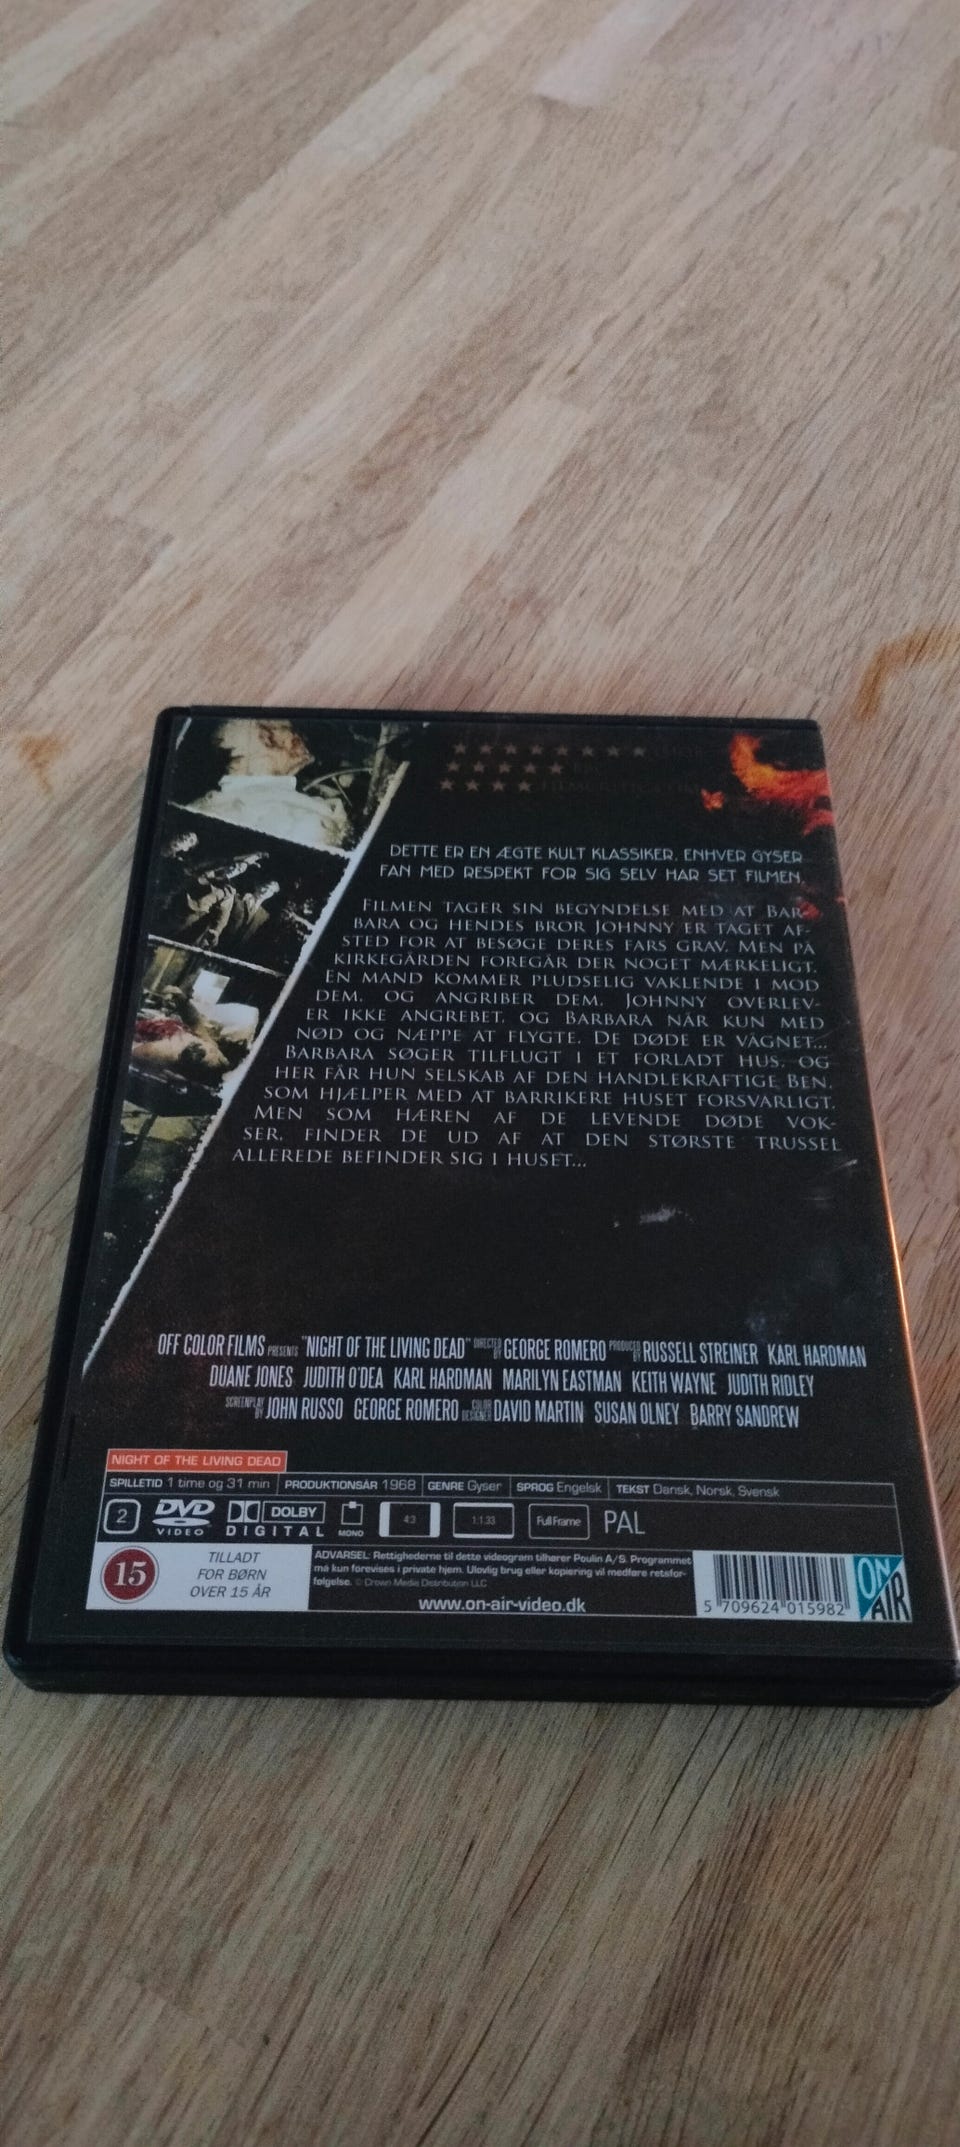 DETTE ER EN ÆGTE KULT KLASSIKER, ENHVER GYSER
FAN MED RESPEKT FOR SIG SELV HAR SET FILMEN.
FILMEN TAGER SIN BEGYNDELSE MED AT BAR-
BARA OG HENDES BROR JOHNNY ER TAGET AF-
STED FOR AT BESØGE DERES FARS GRAV. MEN PÅ
KIRKEGÅRDEN FOREGÅR DER NOGET MÆRKELIGT.
EN MAND KOMMER PLUDSELIG VAKLENDE I MOD
DEM, OG ANGRIBER DEM. JOHNNY OVERLEV-
ER IKKE ANGREBET, OG BARBARA NÅR KUN MED
NØD OG NÆPPE AT FLYGTE. DE DØDE ER VÅGNET...
BARBARA SØGER TILFLUGT I ET FORLADT HUS, OG
HER FÅR HUN SELSKAB AF DEN HANDLEKRAFTIGE BEN,
SOM HJÆLPER MED AT BARRIKERE HUSET FORSVARLIGT.
MEN SOM HÆREN AF DE LEVENDE DØDE VOK-
SER, FINDER DE UD AF AT DEN STØRSTE TRUSSEL
ALLEREDE BEFINDER SIG I HUSET...
OFF COLOR FILMS PRESENTS "NIGHT OF THE LIVING DEAD" DIRECTED BY GEORGE ROMERO PRODUCED BY RUSSELL STREINER KARL HARDMAN
DUANE JONES JUDITH O'DEA KARL HARDMAN MARILYN EASTMAN KEITH WAYNE JUDITH RIDLEY
SCREENPLAY BY JOHN RUSSO GEORGE ROMERO COLOR DESIGNER DAVID MARTIN SUSAN OLNEY BARRY SANDREW
NIGHT OF THE LIVING DEAD
SPILLETID 1 time og 31 min PRODUKTIONSÅR 1968 GENRE Gyser SPROG Engelsk TEKST Dansk, Norsk, Svensk
2 DVD VIDEO DOLBY DIGITAL MONO 4:3 1:1.33 Full Frame PAL
15 TILLADT
FOR BØRN
OVER 15 ÅR
ADVARSEL: Rettighederne til dette videogram tilhører Poulin A/S. Programmet
må kun forevises i private hjem. Ulovlig brug eller kopiering vil medføre retsfor-
følgelse. © Crown Media Distribution LLC
www.on-air-video.dk
5 709624 015982
ON AIR